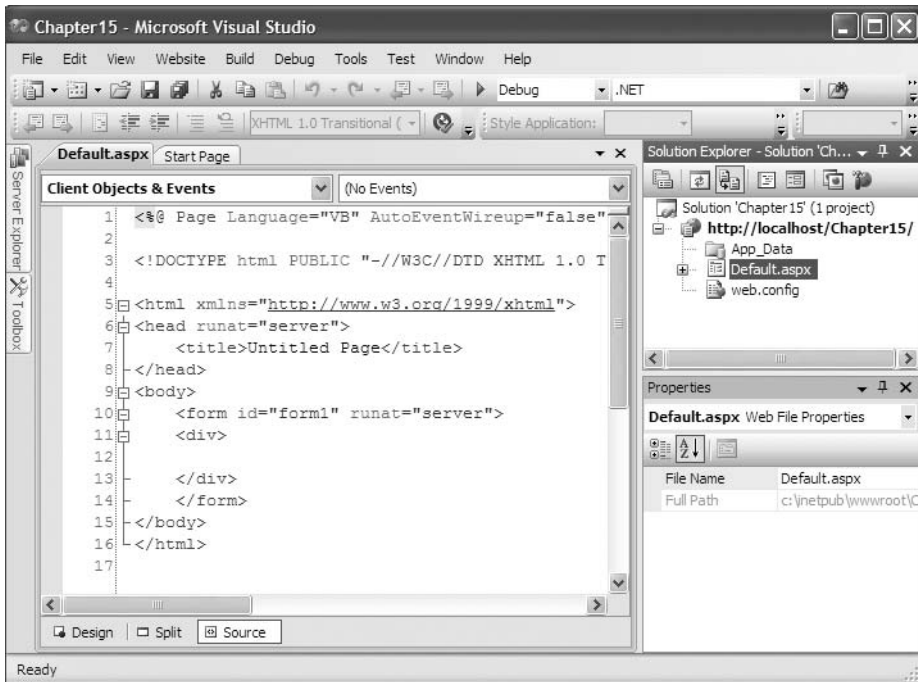 Chapter15 - Microsoft Visual Studio
File Edit View Website Build Debug Tools Test Window Help
Debug .NET
XHTML 1.0 Transitional ( Style Application:
Server Explorer
Toolbox
Default.aspx Start Page
Client Objects & Events (No Events)
1 <%@ Page Language="VB" AutoEventWireup="false"
2
3 <!DOCTYPE html PUBLIC "-//W3C//DTD XHTML 1.0 T
4
5 <html xmlns="http://www.w3.org/1999/xhtml">
6 <head runat="server">
7 <title>Untitled Page</title>
8 </head>
9 <body>
10 <form id="form1" runat="server">
11 <div>
12
13 </div>
14 </form>
15 </body>
16 </html>
17
Design Split Source
Solution Explorer - Solution 'Ch...
Solution 'Chapter15' (1 project)
http://localhost/Chapter15/
App_Data
Default.aspx
web.config
Properties
Default.aspx Web File Properties
File Name Default.aspx
Full Path c:\inetpub\wwwroot\C
Ready